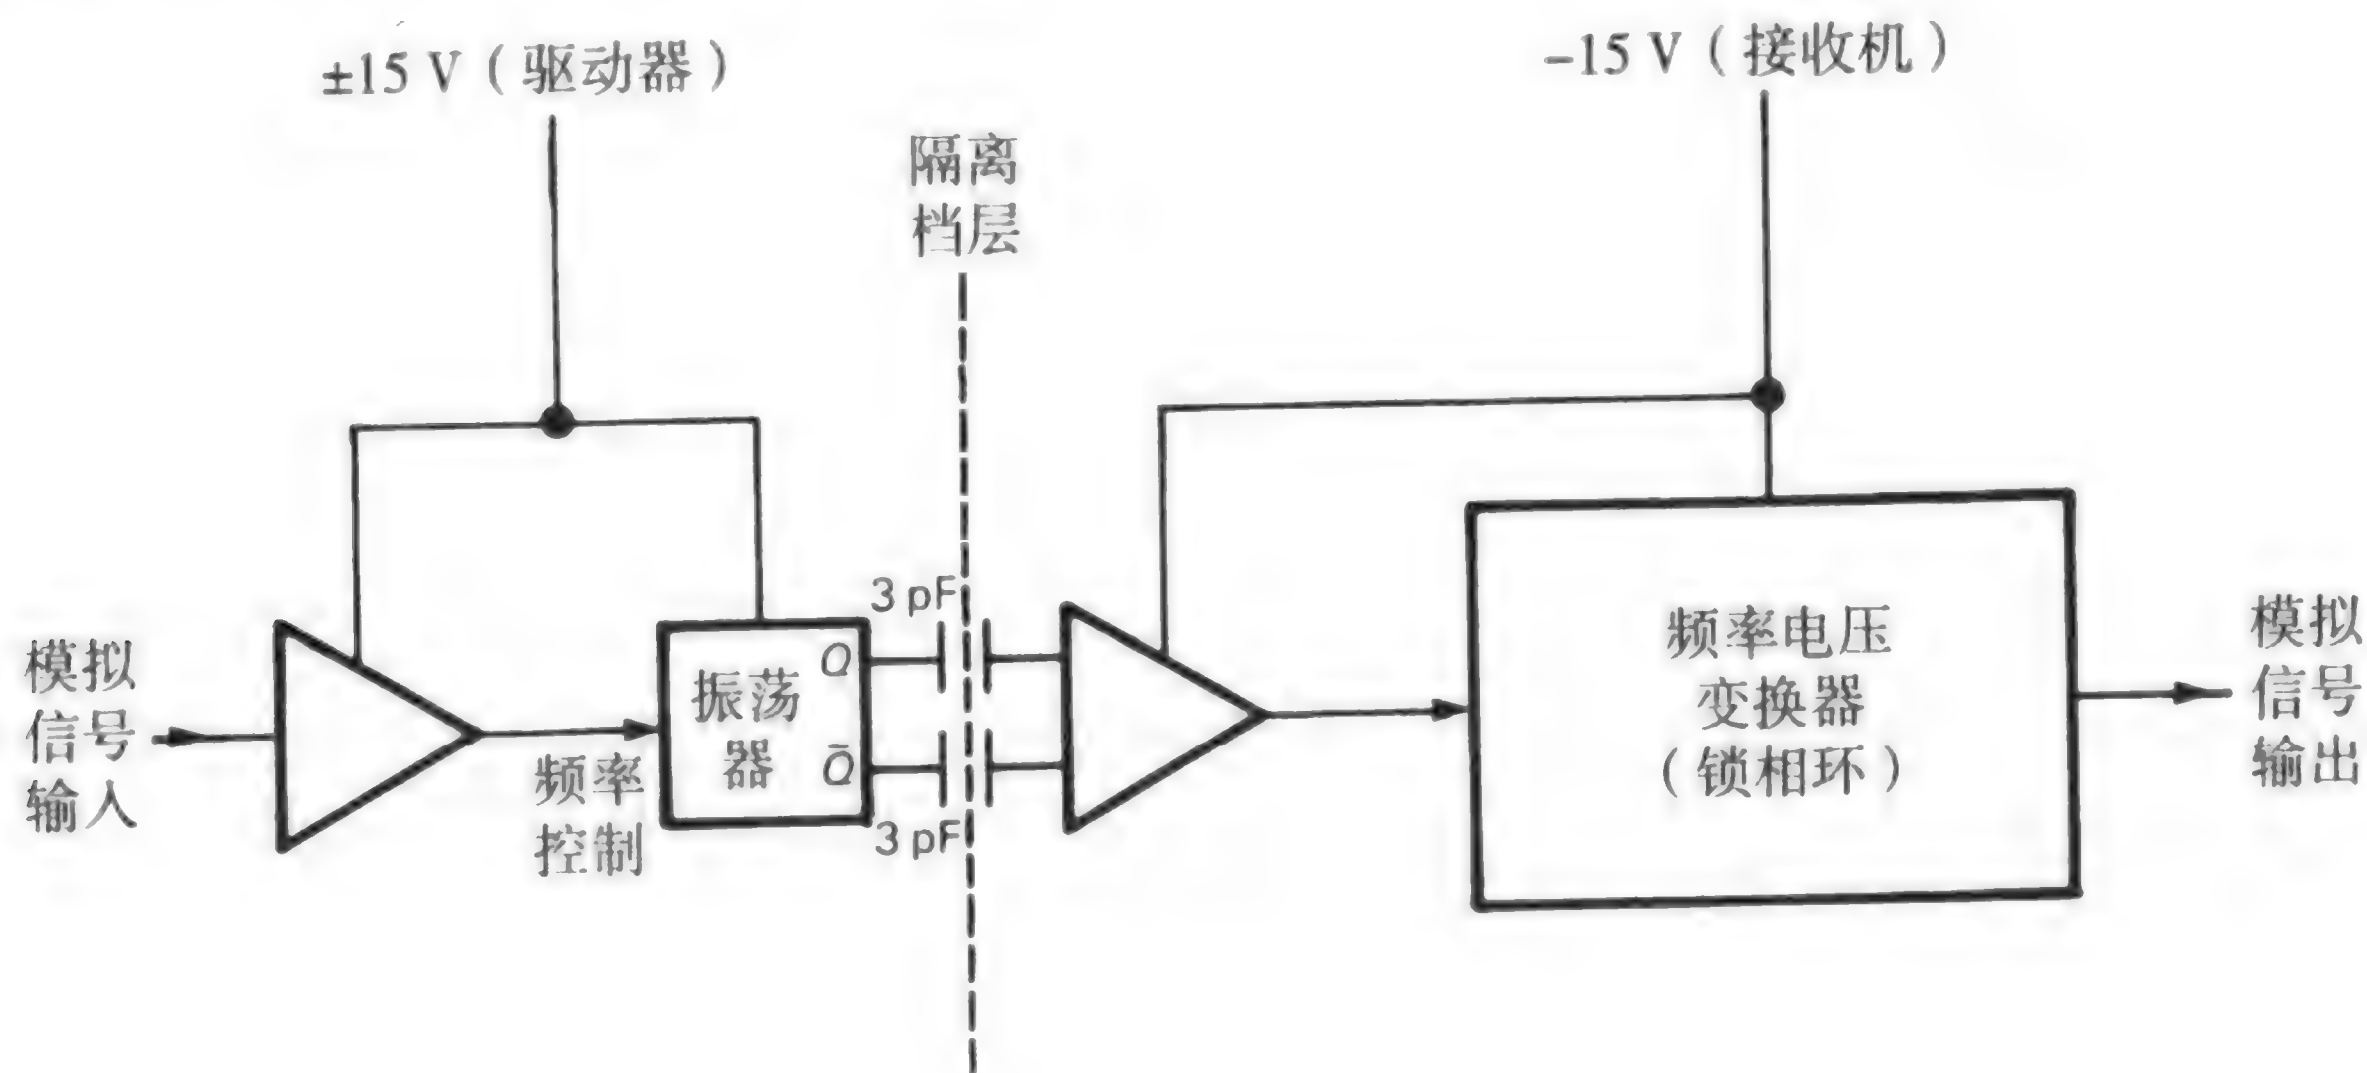 ±15 V（驱动器）
-15 V（接收机）
隔离
档层
3 pF
模拟
信号
输入
频率
控制
振荡
器
Q
Q̄
3 pF
频率电压
变换器
（锁相环）
模拟
信号
输出